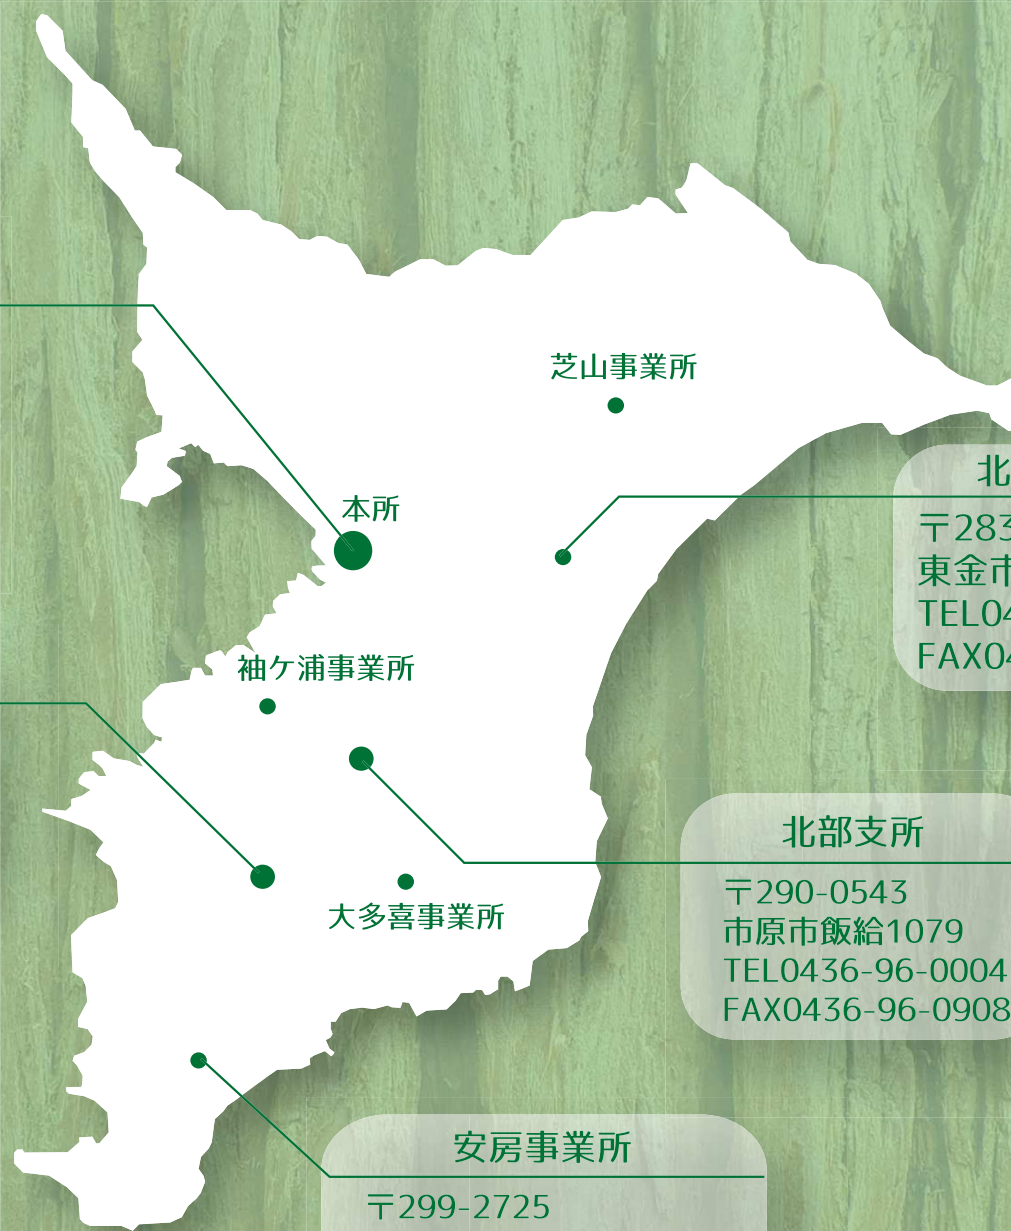 芝山事業所
本所
北
〒283
東金市
TEL04
FAX04
袖ケ浦事業所
北部支所
〒290-0543
市原市飯給1079
TEL0436-96-0004
FAX0436-96-0908
大多喜事業所
安房事業所
〒299-2725